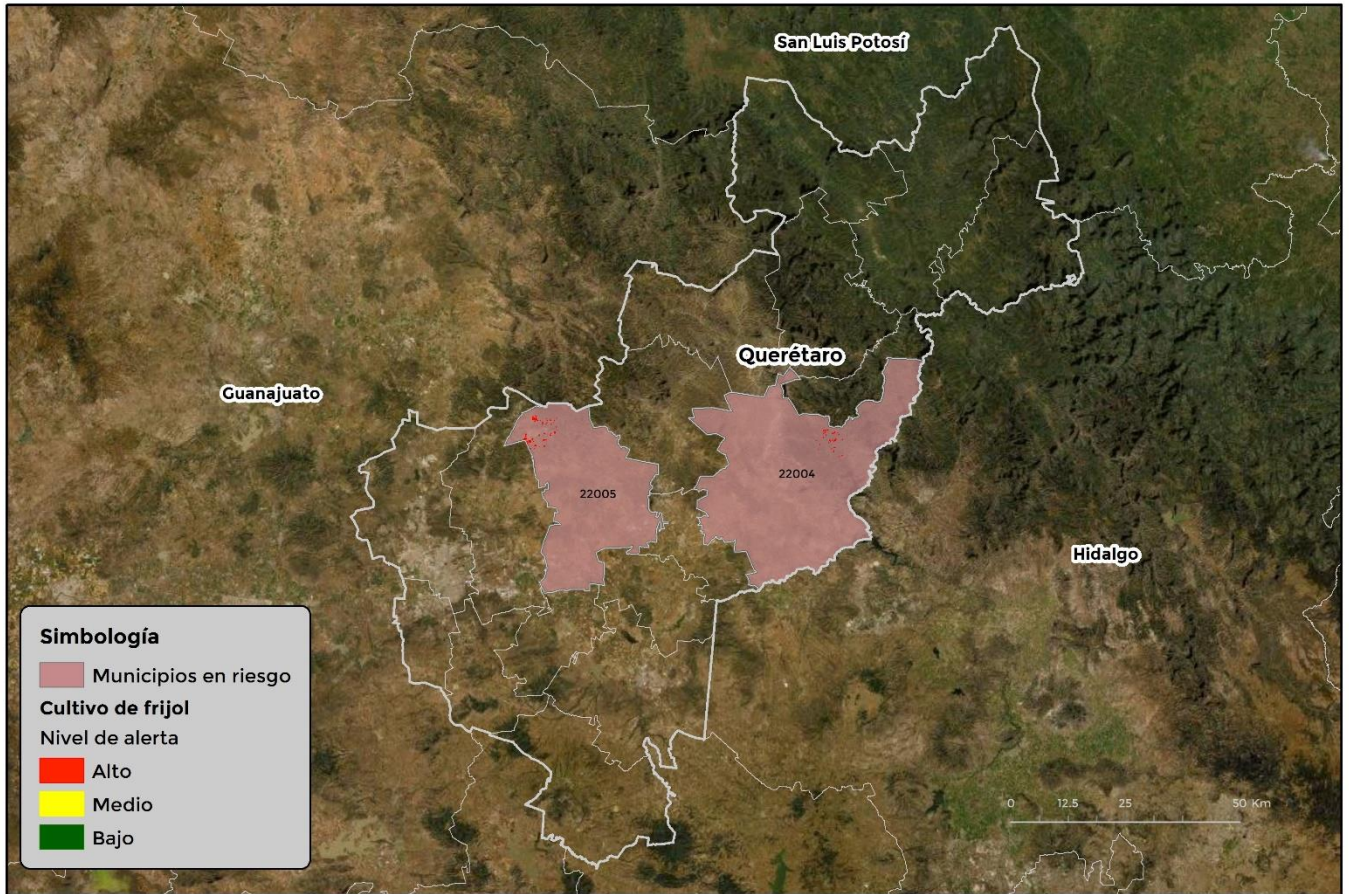 San Luis Potosí
Querétaro
Guanajuato
22005
22004
Hidalgo
Simbología
Municipios en riesgo
Cultivo de frijol
Nivel de alerta
Alto
Medio
Bajo
0 12.5 25 50 Km